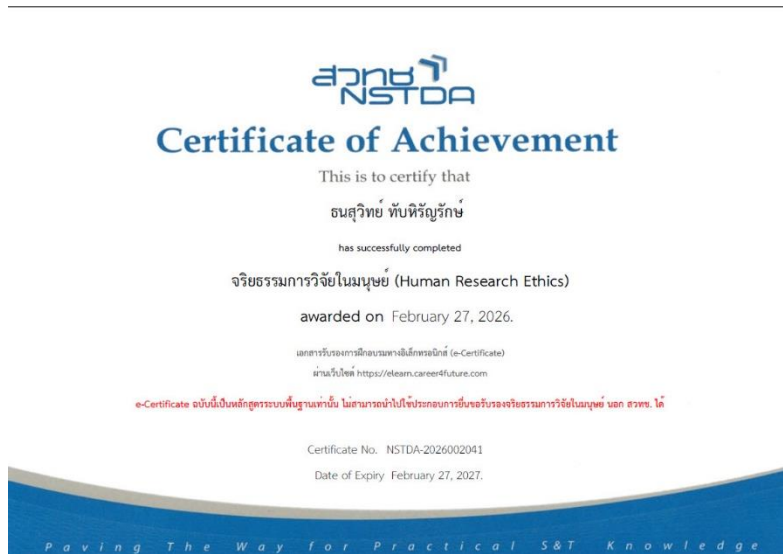 สวทช
NSTDA
Certificate of Achievement
This is to certify that
ธนสุวิทย์ ทับหิรัญรักษ์
has successfully completed
จริยธรรมการวิจัยในมนุษย์ (Human Research Ethics)
awarded on February 27, 2026.
เอกสารรับรองการฝึกอบรมทางอิเล็กทรอนิกส์ (e-Certificate)
ผ่านเว็บไซต์ https://elearn.career4future.com
e-Certificate ฉบับนี้เป็นหลักสูตรระบบพื้นฐานเท่านั้น ไม่สามารถนำไปใช้ประกอบการยื่นขอรับรองจริยธรรมการวิจัยในมนุษย์ นอก สวทช. ได้
Certificate No. NSTDA-2026002041
Date of Expiry February 27, 2027.
Paving The Way for Practical S&T Knowledge